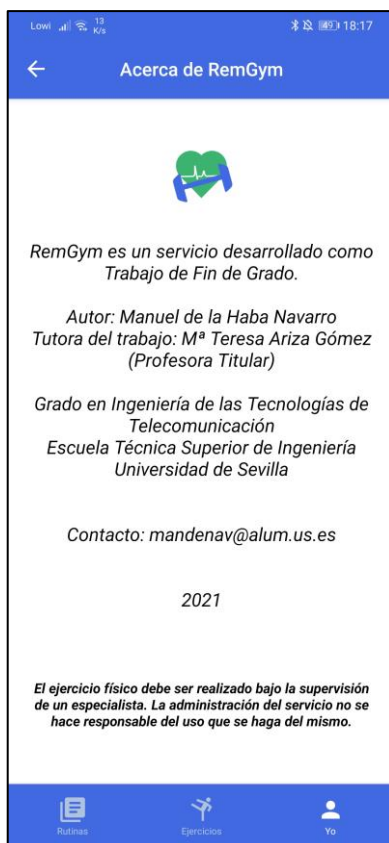 Lowi 13 K/s 49 18:17
Acerca de RemGym
RemGym es un servicio desarrollado como
Trabajo de Fin de Grado.
Autor: Manuel de la Haba Navarro
Tutora del trabajo: Mª Teresa Ariza Gómez
(Profesora Titular)
Grado en Ingeniería de las Tecnologías de
Telecomunicación
Escuela Técnica Superior de Ingeniería
Universidad de Sevilla
Contacto: mandenav@alum.us.es
2021
El ejercicio físico debe ser realizado bajo la supervisión
de un especialista. La administración del servicio no se
hace responsable del uso que se haga del mismo.
Rutinas Ejercicios Yo